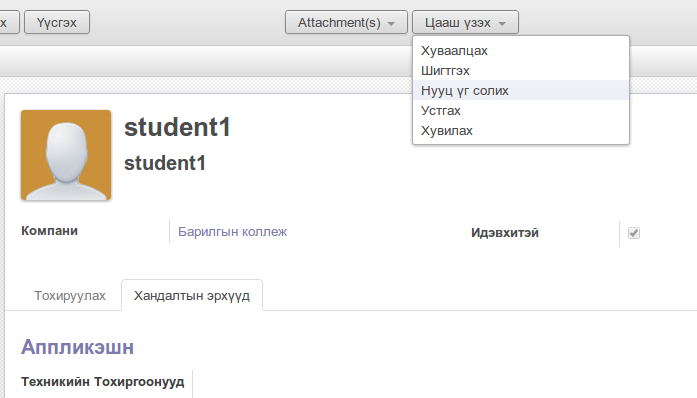 х Үүсгэх Attachment(s) Цааш үзэх
Хуваалцах
Шигтгэх
Нууц үг солих
Устгах
Хувилах
student1
student1
Компани Барилгын коллеж Идэвхитэй
Тохируулах Хандалтын эрхүүд
Аппликэшн
Техникийн Тохиргоонууд